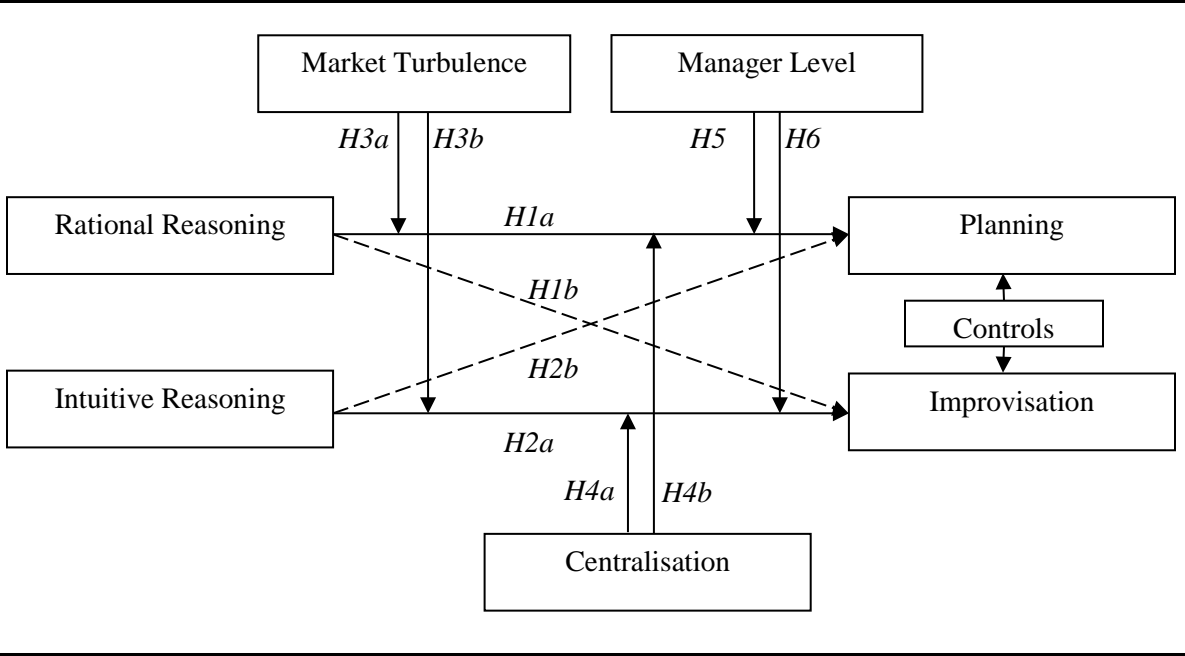 Market Turbulence
Manager Level
H3a
H3b
H5
H6
Rational Reasoning
H1a
Planning
H1b
Controls
H2b
Intuitive Reasoning
Improvisation
H2a
H4a
H4b
Centralisation